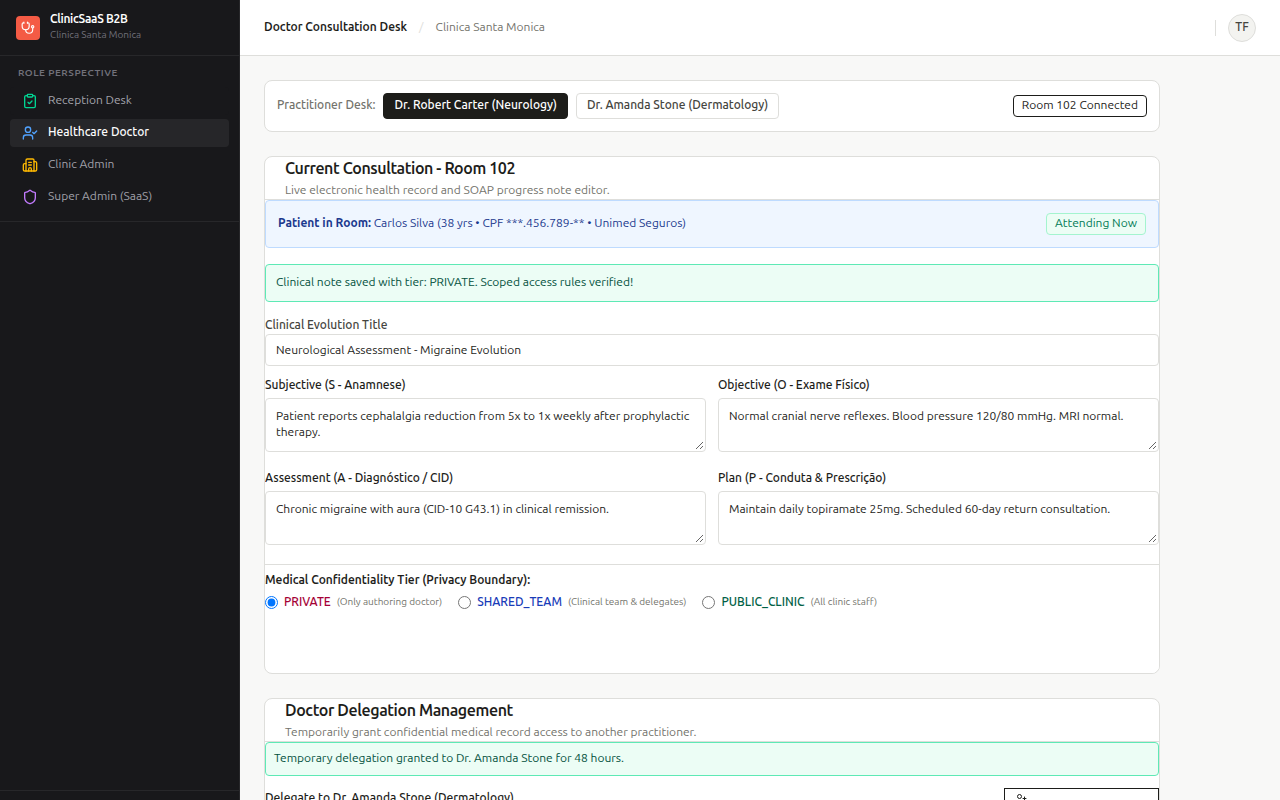 ClinicSaaS B2B
Clinica Santa Monica
ROLE PERSPECTIVE
Reception Desk
Healthcare Doctor
Clinic Admin
Super Admin (SaaS)
Doctor Consultation Desk / Clinica Santa Monica
TF
Practitioner Desk: Dr. Robert Carter (Neurology) Dr. Amanda Stone (Dermatology) Room 102 Connected
Current Consultation - Room 102
Live electronic health record and SOAP progress note editor.
Patient in Room: Carlos Silva (38 yrs • CPF ***.456.789-** • Unimed Seguros) Attending Now
Clinical note saved with tier: PRIVATE. Scoped access rules verified!
Clinical Evolution Title
Neurological Assessment - Migraine Evolution
Subjective (S - Anamnese)
Patient reports cephalalgia reduction from 5x to 1x weekly after prophylactic
therapy.
Objective (O - Exame Físico)
Normal cranial nerve reflexes. Blood pressure 120/80 mmHg. MRI normal.
Assessment (A - Diagnóstico / CID)
Chronic migraine with aura (CID-10 G43.1) in clinical remission.
Plan (P - Conduta & Prescrição)
Maintain daily topiramate 25mg. Scheduled 60-day return consultation.
Medical Confidentiality Tier (Privacy Boundary):
PRIVATE (Only authoring doctor) SHARED_TEAM (Clinical team & delegates) PUBLIC_CLINIC (All clinic staff)
Doctor Delegation Management
Temporarily grant confidential medical record access to another practitioner.
Temporary delegation granted to Dr. Amanda Stone for 48 hours.
Delegate to Dr. Amanda Stone (Dermatology)